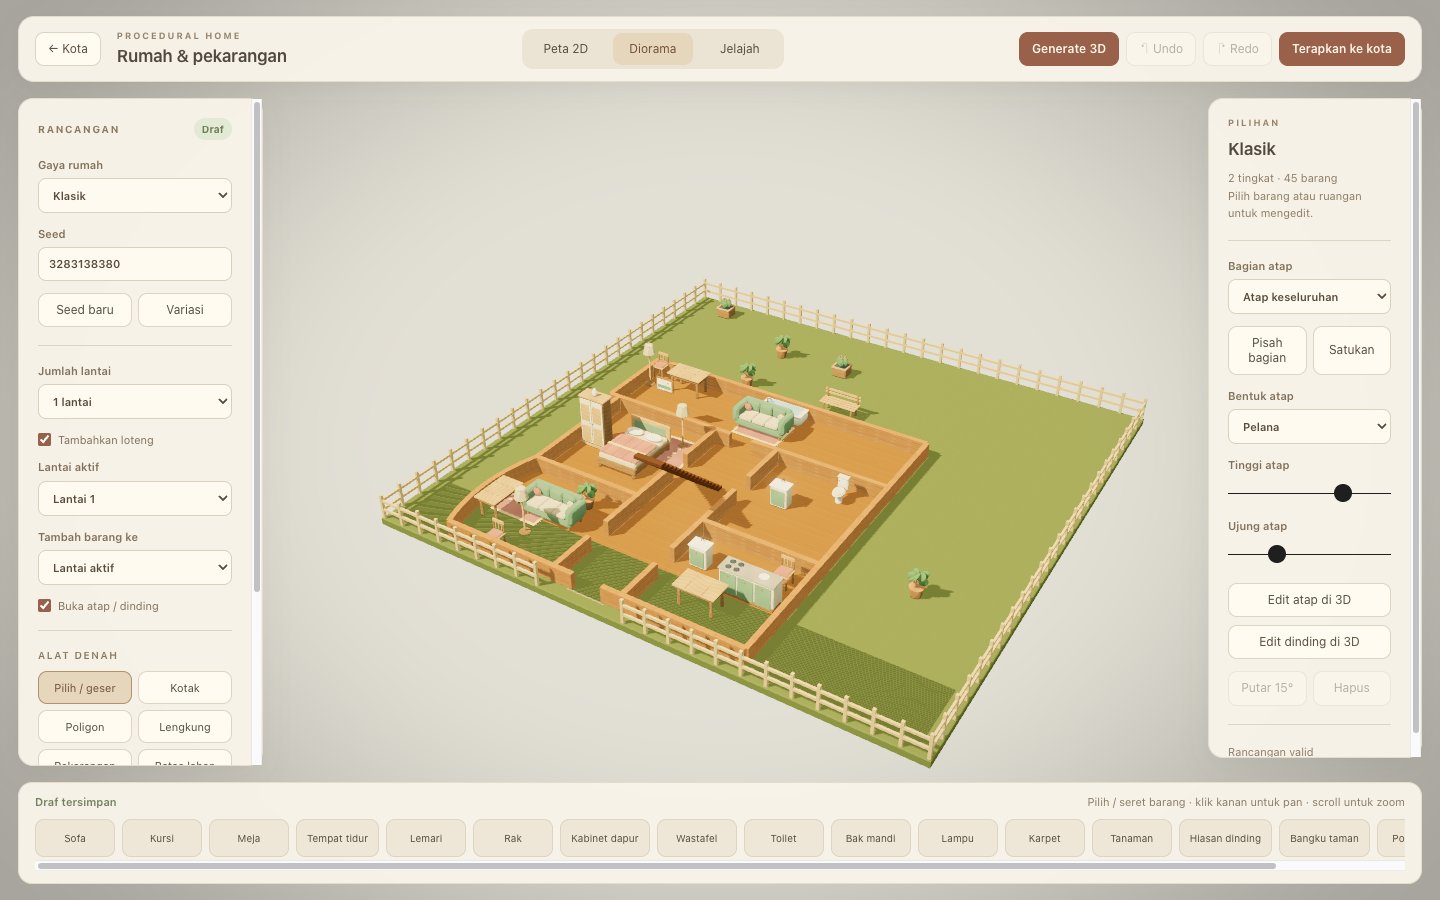 ← Kota
PROCEDURAL HOME
Rumah & pekarangan
Peta 2D
Diorama
Jelajah
Generate 3D
Undo
Redo
Terapkan ke kota
RANCANGAN
Draf
Gaya rumah
Klasik
Seed
3283138380
Seed baru
Variasi
Jumlah lantai
1 lantai
Tambahkan loteng
Lantai aktif
Lantai 1
Tambah barang ke
Lantai aktif
Buka atap / dinding
ALAT DENAH
Pilih / geser
Kotak
Poligon
Lengkung
Pekarangan
Batas lahan
PILIHAN
Klasik
2 tingkat · 45 barang
Pilih barang atau ruangan
untuk mengedit.
Bagian atap
Atap keseluruhan
Pisah
bagian
Satukan
Bentuk atap
Pelana
Tinggi atap
Ujung atap
Edit atap di 3D
Edit dinding di 3D
Putar 15°
Hapus
Rancangan valid
Draf tersimpan
Pilih / seret barang · klik kanan untuk pan · scroll untuk zoom
Sofa
Kursi
Meja
Tempat tidur
Lemari
Rak
Kabinet dapur
Wastafel
Toilet
Bak mandi
Lampu
Karpet
Tanaman
Hiasan dinding
Bangku taman
Po